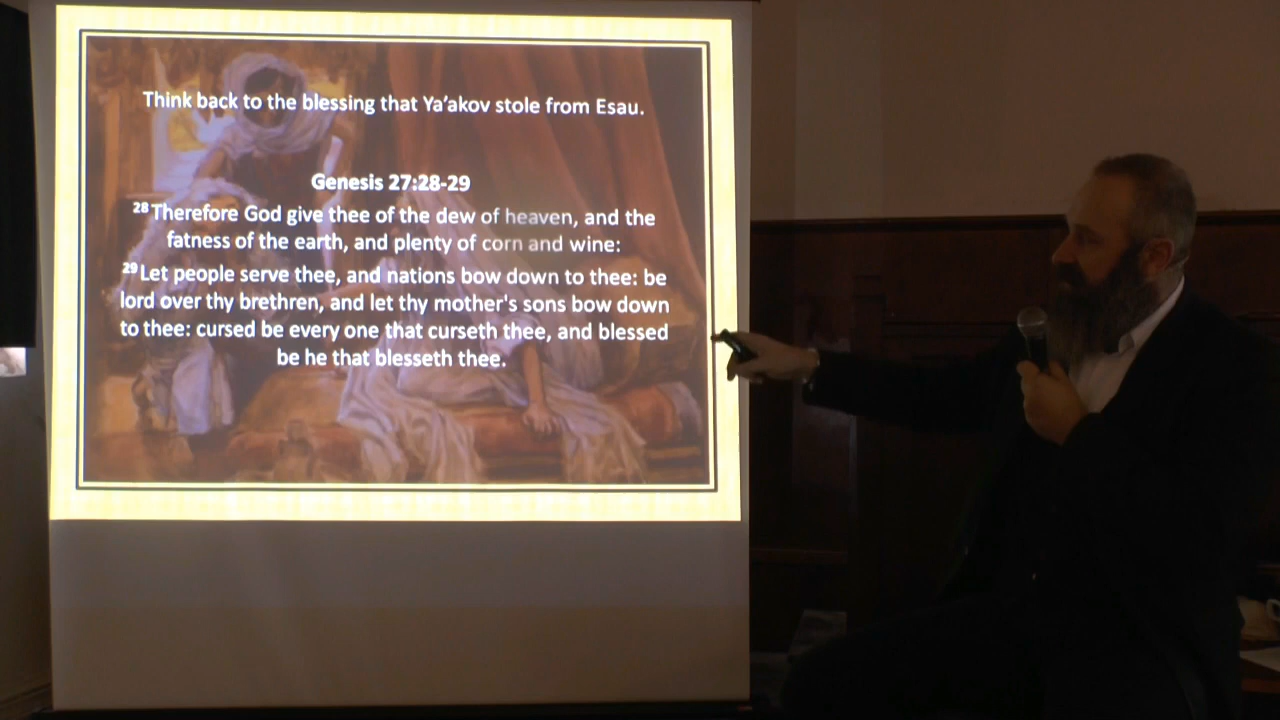 Think back to the blessing that Ya'akov stole from Esau.
Genesis 27:28-29
28 Therefore God give thee of the dew of heaven, and the
fatness of the earth, and plenty of corn and wine:
29 Let people serve thee, and nations bow down to thee: be
lord over thy brethren, and let thy mother's sons bow down
to thee: cursed be every one that curseth thee, and blessed
be he that blesseth thee.